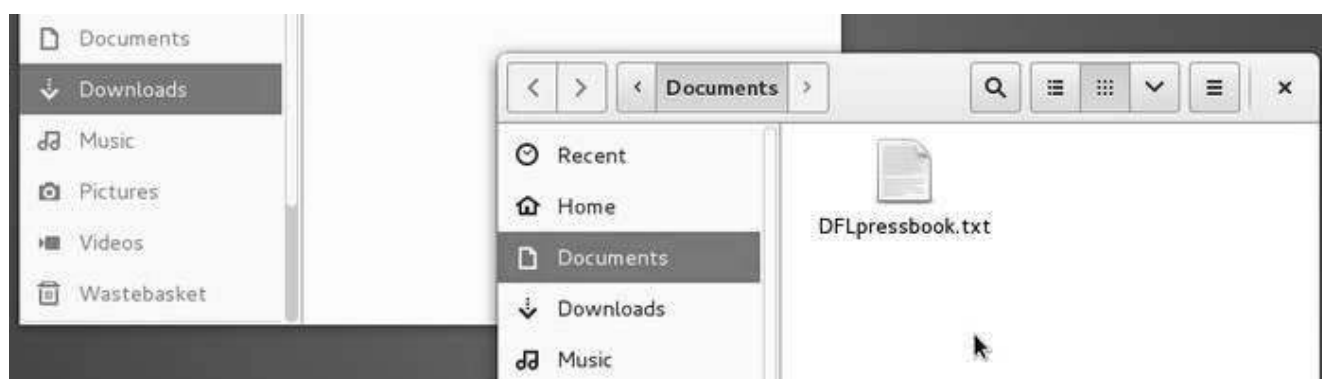 Documents
Downloads
Music
Pictures
Videos
Wastebasket
Documents
Recent
Home
Documents
Downloads
Music
DFLpressbook.txt